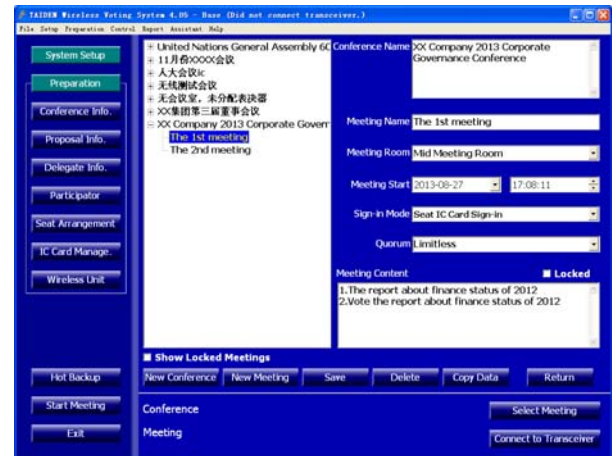 TAIDEN Wireless Voting System 4.05 - Base (Did not connect transceiver.)
File Setup Preparation Control Report Assistant Help
System Setup
Preparation
Conference Info.
Proposal Info.
Delegate Info.
Participator
Seat Arrangement
IC Card Manage.
Wireless Unit
Hot Backup
Start Meeting
Exit
United Nations General Assembly 60
11月份XXXX会议
人大会议ic
无线测试会议
无会议室，未分配表决器
XX集团第三届董事会议
XX Company 2013 Corporate Govern
The 1st meeting
The 2nd meeting
Conference Name XX Company 2013 Corporate
Governance Conference
Meeting Name The 1st meeting
Meeting Room Mid Meeting Room
Meeting Start 2013-08-27 17:08:11
Sign-in Mode Seat IC Card Sign-in
Quorum Limitless
Meeting Content Locked
1.The report about finance status of 2012
2.Vote the report about finance status of 2012
Show Locked Meetings
New Conference New Meeting Save Delete Copy Data Return
Conference Select Meeting
Meeting Connect to Transceiver